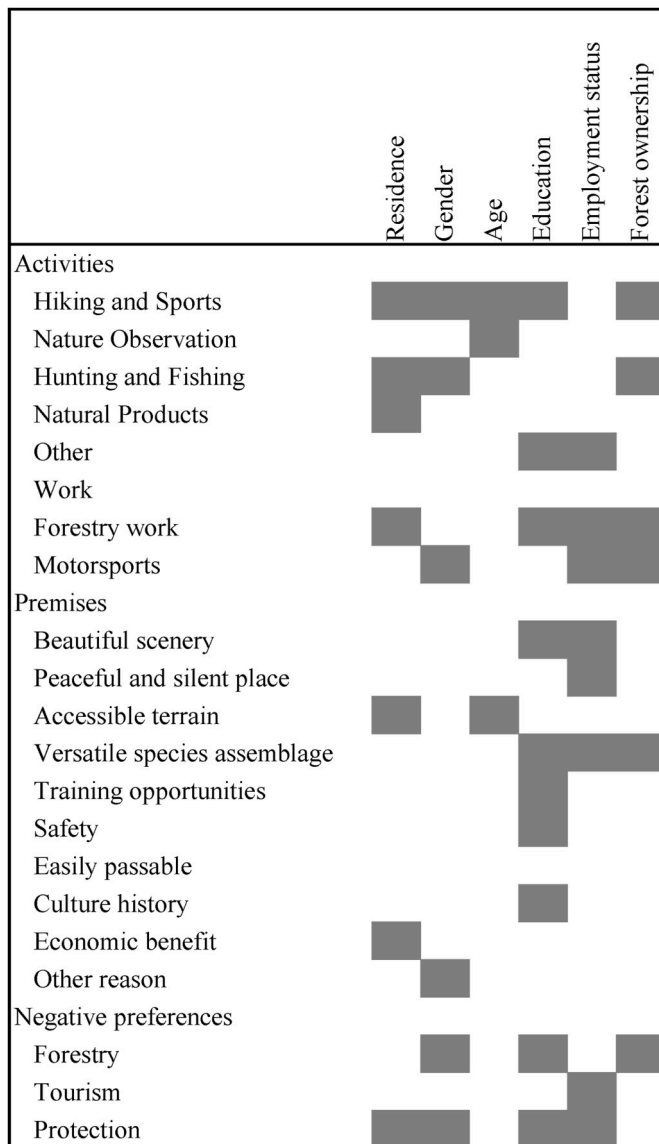 Residence
Gender
Age
Education
Employment status
Forest ownership
Activities
Hiking and Sports
Nature Observation
Hunting and Fishing
Natural Products
Other
Work
Forestry work
Motorsports
Premises
Beautiful scenery
Peaceful and silent place
Accessible terrain
Versatile species assemblage
Training opportunities
Safety
Easily passable
Culture history
Economic benefit
Other reason
Negative preferences
Forestry
Tourism
Protection